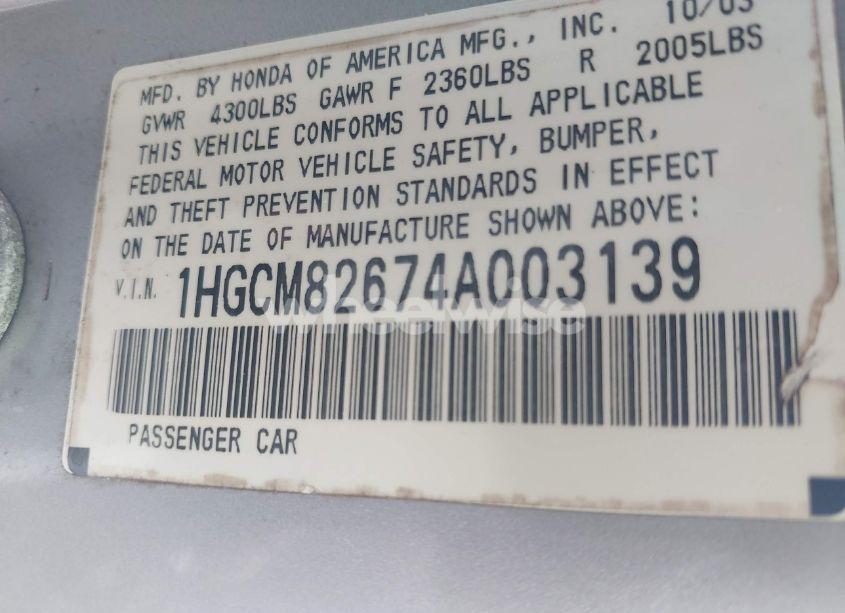 MFD. BY HONDA OF AMERICA MFG., INC. 10/03
GVWR 4300LBS GAWR F 2360LBS R 2005LBS
THIS VEHICLE CONFORMS TO ALL APPLICABLE
FEDERAL MOTOR VEHICLE SAFETY, BUMPER,
AND THEFT PREVENTION STANDARDS IN EFFECT
ON THE DATE OF MANUFACTURE SHOWN ABOVE:
V.I.N. 1HGCM82674A003139
wheelwise
PASSENGER CAR